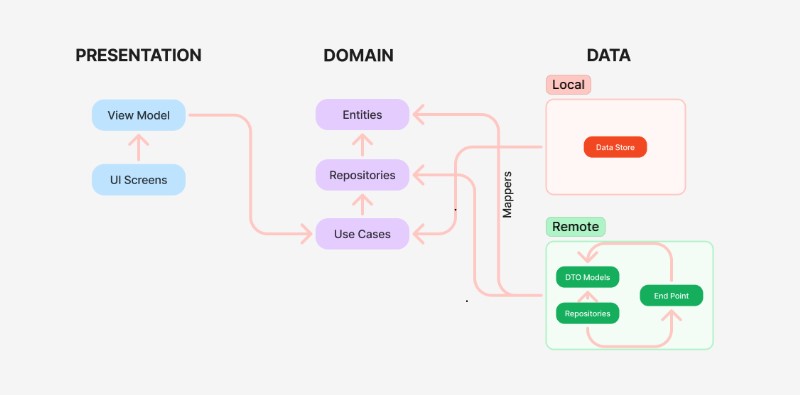 PRESENTATION
DOMAIN
DATA
Local
View Model
Entities
Data Store
UI Screens
Repositories
Mappers
Use Cases
Remote
DTO Models
End Point
Repositories